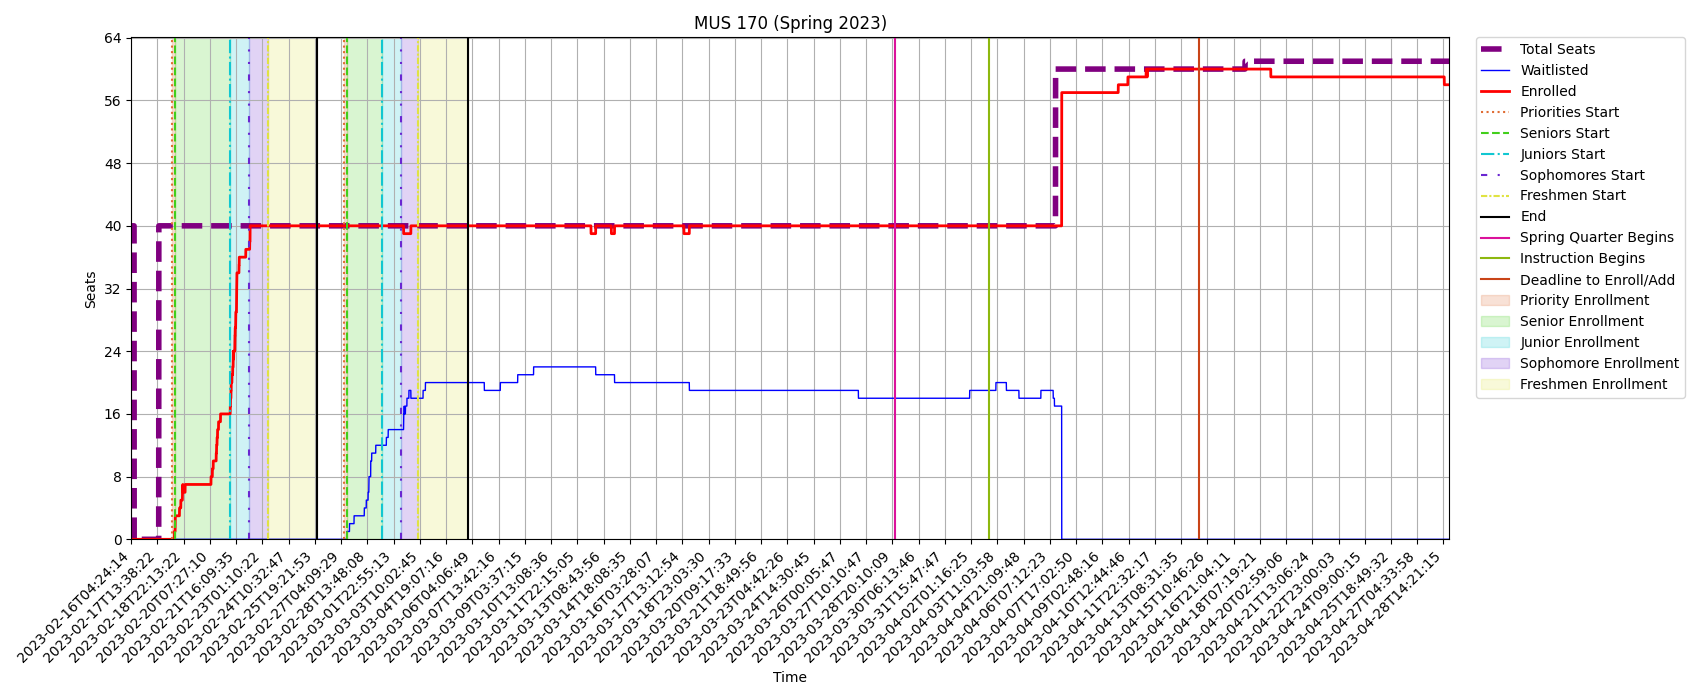 MUS 170 (Spring 2023)
Seats
64
56
48
40
32
24
16
8
0
2023-02-16T04:24:14
2023-02-17T13:38:22
2023-02-18T22:13:22
2023-02-20T07:27:10
2023-02-21T16:09:35
2023-02-23T01:10:22
2023-02-24T10:32:47
2023-02-25T19:21:53
2023-02-27T04:09:29
2023-02-28T13:48:08
2023-03-01T22:55:13
2023-03-03T10:02:45
2023-03-04T19:07:16
2023-03-06T04:06:49
2023-03-07T13:42:16
2023-03-09T03:37:15
2023-03-10T13:08:36
2023-03-11T22:15:05
2023-03-13T08:43:56
2023-03-14T18:08:35
2023-03-16T03:28:07
2023-03-17T13:12:54
2023-03-18T23:03:30
2023-03-20T09:17:33
2023-03-21T18:49:56
2023-03-23T04:42:26
2023-03-24T14:30:45
2023-03-26T00:05:47
2023-03-27T10:10:47
2023-03-28T20:10:09
2023-03-30T06:13:46
2023-03-31T15:47:47
2023-04-02T01:16:25
2023-04-03T11:03:58
2023-04-04T21:09:48
2023-04-06T07:12:23
2023-04-07T17:02:50
2023-04-09T02:48:16
2023-04-10T12:44:46
2023-04-11T22:32:17
2023-04-13T08:31:35
2023-04-15T10:46:26
2023-04-16T21:04:11
2023-04-18T07:19:21
2023-04-20T02:59:06
2023-04-21T13:06:24
2023-04-22T23:00:03
2023-04-24T09:00:15
2023-04-25T18:49:32
2023-04-27T04:33:58
2023-04-28T14:21:15
Time
Total Seats
Waitlisted
Enrolled
Priorities Start
Seniors Start
Juniors Start
Sophomores Start
Freshmen Start
End
Spring Quarter Begins
Instruction Begins
Deadline to Enroll/Add
Priority Enrollment
Senior Enrollment
Junior Enrollment
Sophomore Enrollment
Freshmen Enrollment